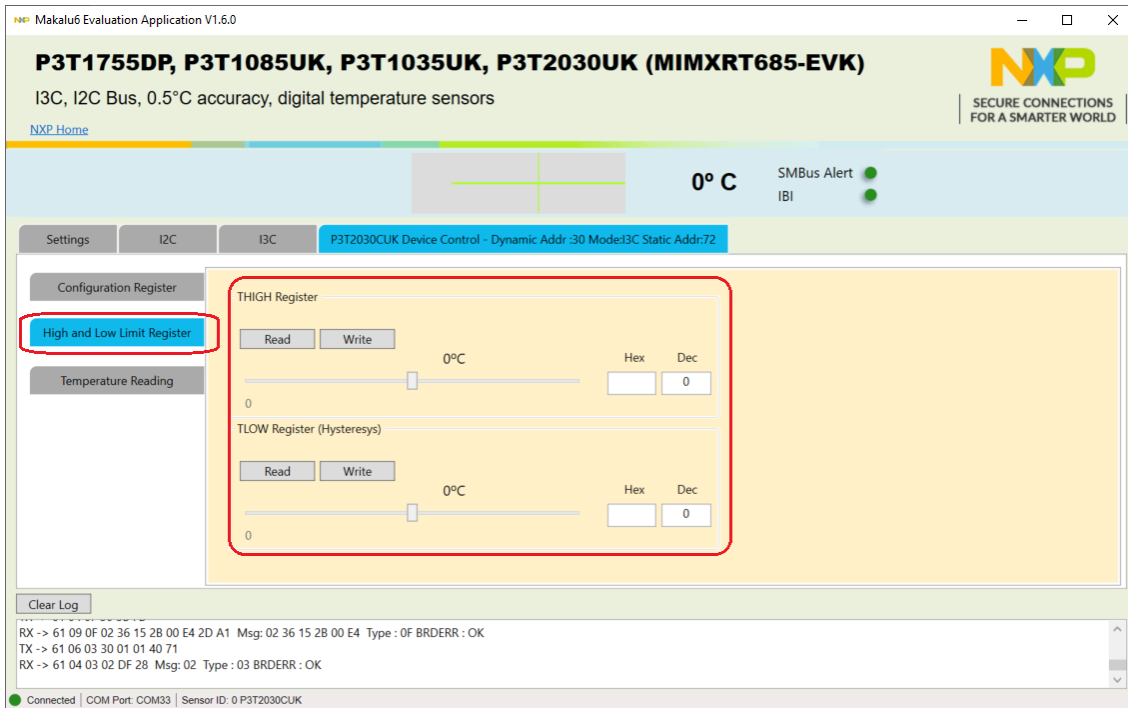 NXP Makalu6 Evaluation Application V1.6.0
P3T1755DP, P3T1085UK, P3T1035UK, P3T2030UK (MIMXRT685-EVK)
I3C, I2C Bus, 0.5°C accuracy, digital temperature sensors
NXP Home
NXP
SECURE CONNECTIONS
FOR A SMARTER WORLD
0º C
SMBus Alert
IBI
Settings I2C I3C P3T2030CUK Device Control - Dynamic Addr :30 Mode:I3C Static Addr:72
Configuration Register
High and Low Limit Register
Temperature Reading
THIGH Register
Read Write
0ºC
Hex Dec
0
0
TLOW Register (Hysteresys)
Read Write
0ºC
Hex Dec
0
0
Clear Log
RX -> 61 09 0F 02 36 15 2B 00 E4 2D A1 Msg: 02 36 15 2B 00 E4 Type : 0F BRDERR : OK
TX -> 61 06 03 30 01 01 40 71
RX -> 61 04 03 02 DF 28 Msg: 02 Type : 03 BRDERR : OK
Connected COM Port: COM33 Sensor ID: 0 P3T2030CUK